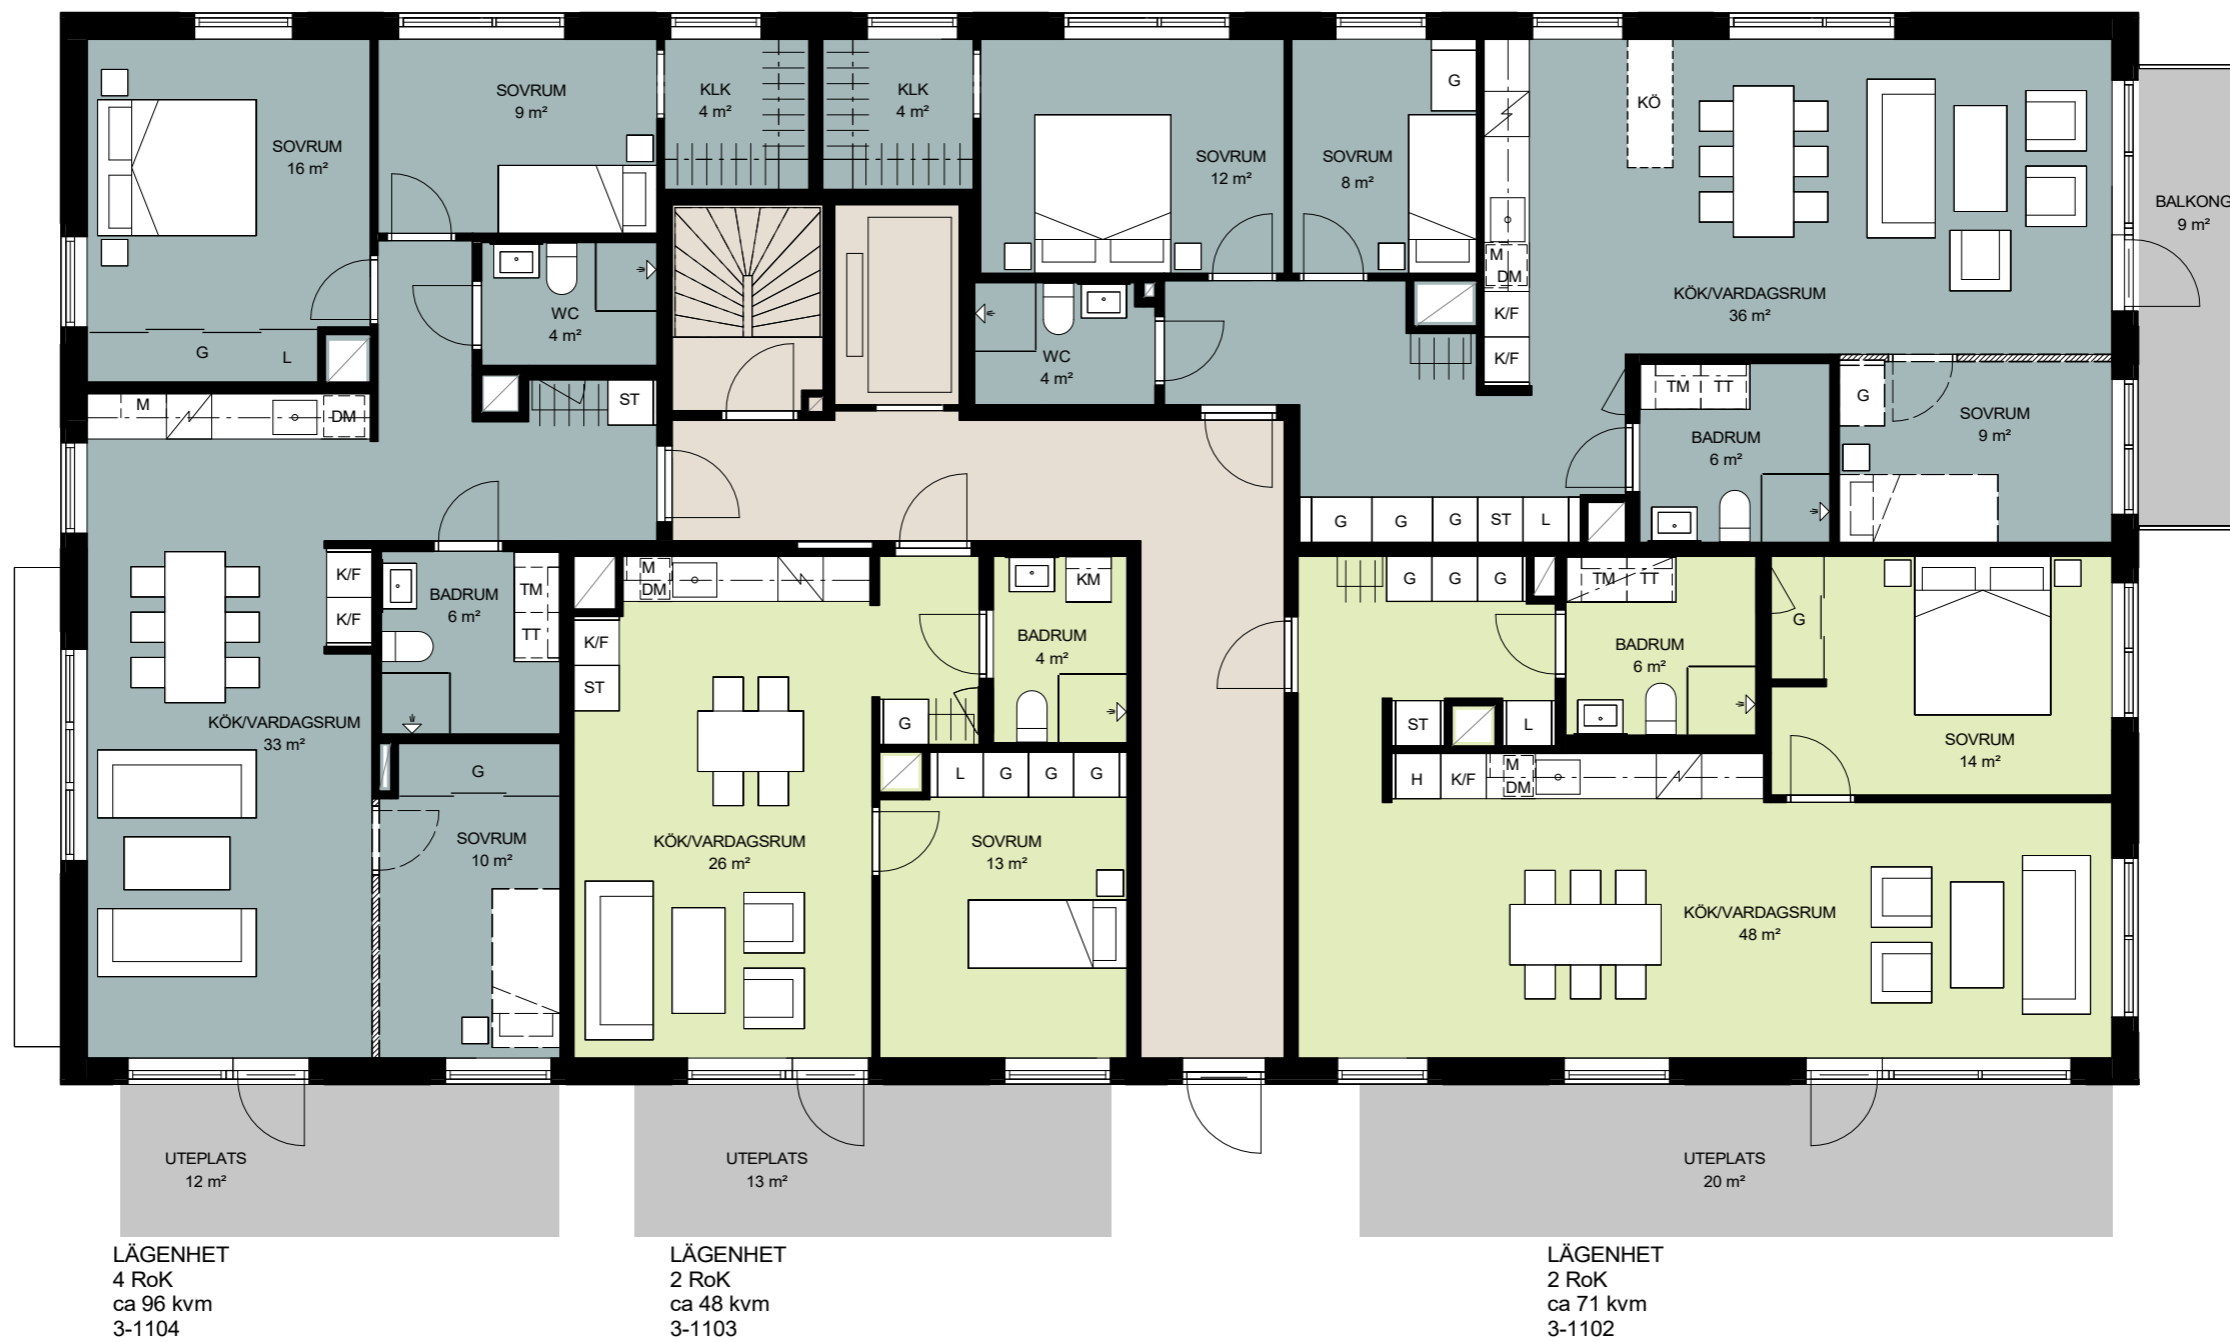 SOVRUM
16 m²
G
L
SOVRUM
9 m²
KLK
4 m²
KLK
4 m²
SOVRUM
12 m²
SOVRUM
8 m²
G
KÖ
M
DM
K/F
K/F
KÖK/VARDAGSRUM
36 m²
BALKONG
9 m²
WC
4 m²
WC
4 m²
ST
M
DM
TM
TT
BADRUM
6 m²
G
SOVRUM
9 m²
G
G
G
ST
L
K/F
K/F
BADRUM
6 m²
TM
TT
KÖK/VARDAGSRUM
33 m²
G
SOVRUM
10 m²
M
DM
K/F
ST
KM
BADRUM
4 m²
G
L
G
G
G
KÖK/VARDAGSRUM
26 m²
SOVRUM
13 m²
G
G
G
TM
TT
BADRUM
6 m²
G
ST
L
H
K/F
M
DM
SOVRUM
14 m²
KÖK/VARDAGSRUM
48 m²
UTEPLATS
12 m²
UTEPLATS
13 m²
UTEPLATS
20 m²
LÄGENHET
4 RoK
ca 96 kvm
3-1104
LÄGENHET
2 RoK
ca 48 kvm
3-1103
LÄGENHET
2 RoK
ca 71 kvm
3-1102